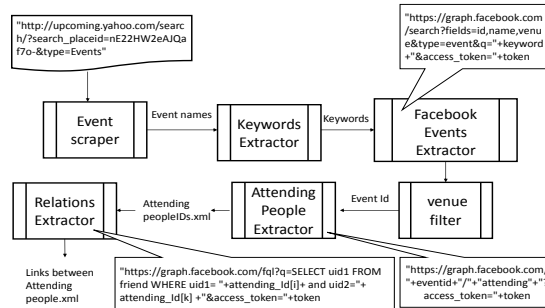 "http://upcoming.yahoo.com/searc
h/?search_placeid=nE22HW2eAJQa
f7o-&type=Events"
"https://graph.facebook.com
/search?fields=id,name,venu
e&type=event&q="+keyword
+"&access_token="+token
Event
scraper
Event names
Keywords
Extractor
Keywords
Facebook
Events
Extractor
Relations
Extractor
Attending
peopleIDs.xml
Attending
People
Extractor
Event Id
venue
filter
Links between
Attending
people.xml
"https://graph.facebook.com/fql?q=SELECT uid1 FROM
friend WHERE uid1= "+attending_Id[i]+ and uid2="+
attending_Id[k] +"&access_token="+token
"https://graph.facebook.com/
"+eventid+"/"+"attending"+"?
access_token="+token